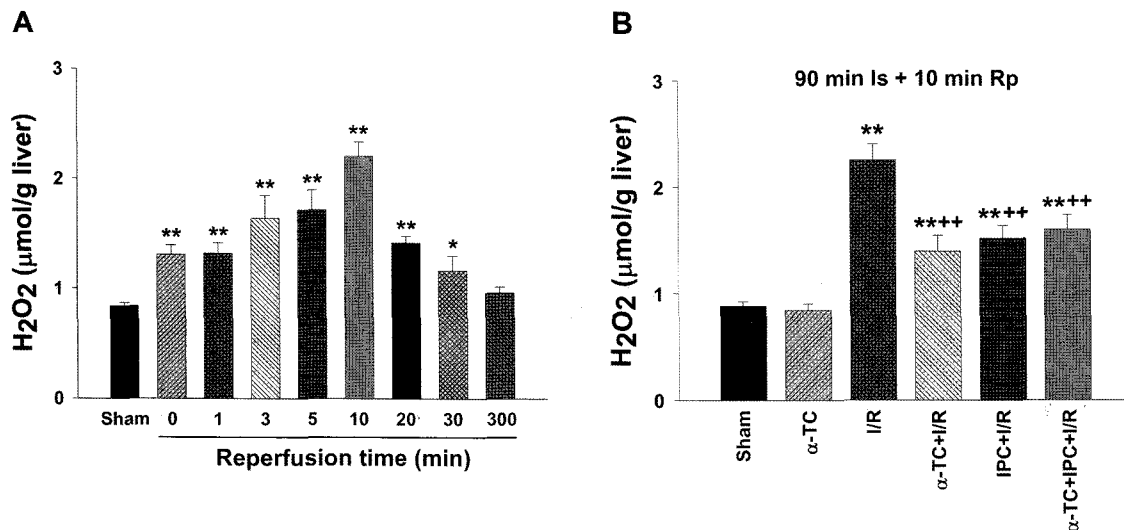 A
H2O2 (μmol/g liver)
3
2
1
0
**
**
**
**
**
**
*
Sham 0 1 3 5 10 20 30 300
Reperfusion time (min)
B
90 min Is + 10 min Rp
H2O2 (μmol/g liver)
3
2
1
0
**
**++
**++
**++
Sham
α-TC
I/R
α-TC+I/R
IPC+I/R
α-TC+IPC+I/R